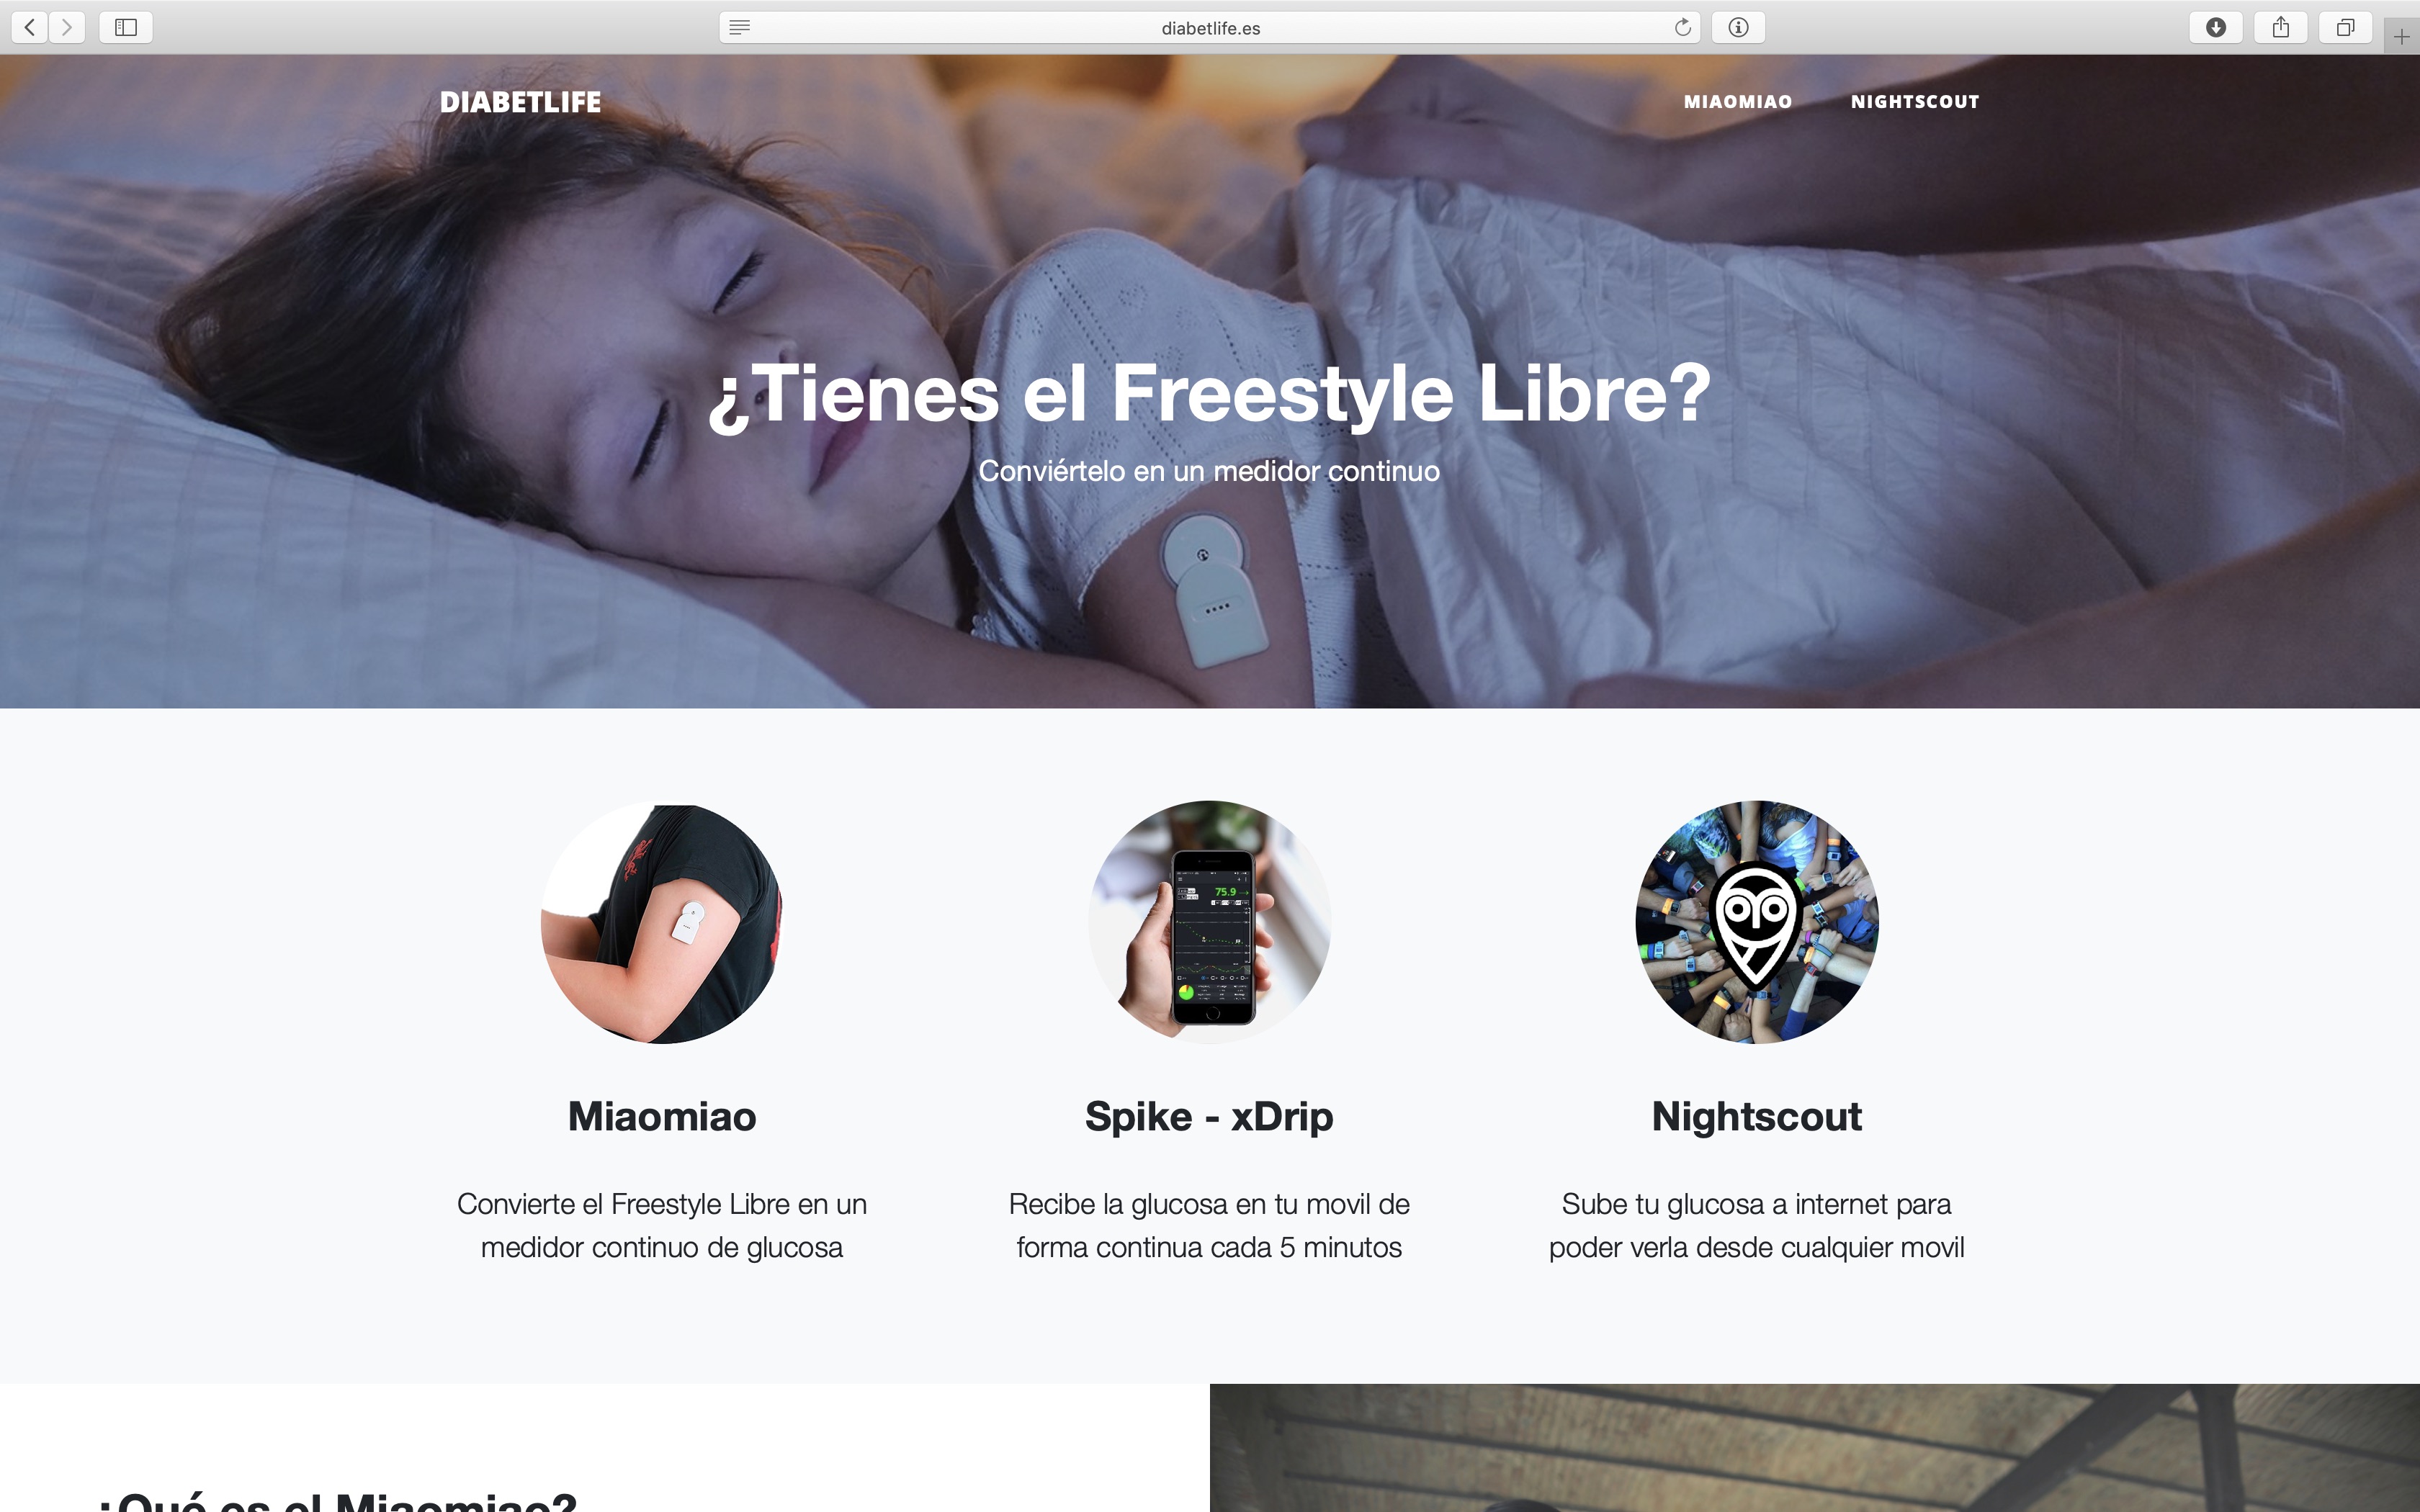 diabetlife.es
DIABETLIFE
MIAOMIAO NIGHTSCOUT
¿Tienes el Freestyle Libre?
Conviértelo en un medidor continuo
75.9
Miaomiao
Convierte el Freestyle Libre en un
medidor continuo de glucosa
Spike - xDrip
Recibe la glucosa en tu movil de
forma continua cada 5 minutos
Nightscout
Sube tu glucosa a internet para
poder verla desde cualquier movil
¿Qué es el Miaomiao?